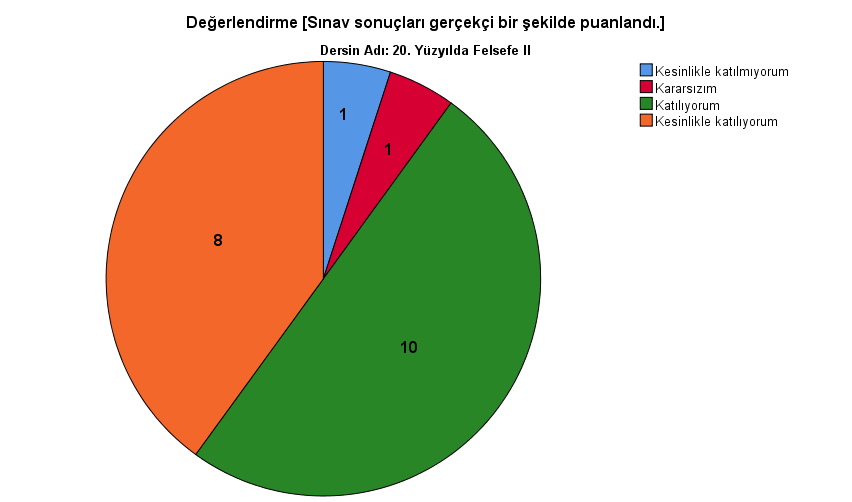 Değerlendirme [Sınav sonuçları gerçekçi bir şekilde puanlandı.]
Dersin Adı: 20. Yüzyılda Felsefe II
Kesinlikle katılmıyorum
Kararsızım
Katılıyorum
Kesinlikle katılıyorum
1
1
8
10